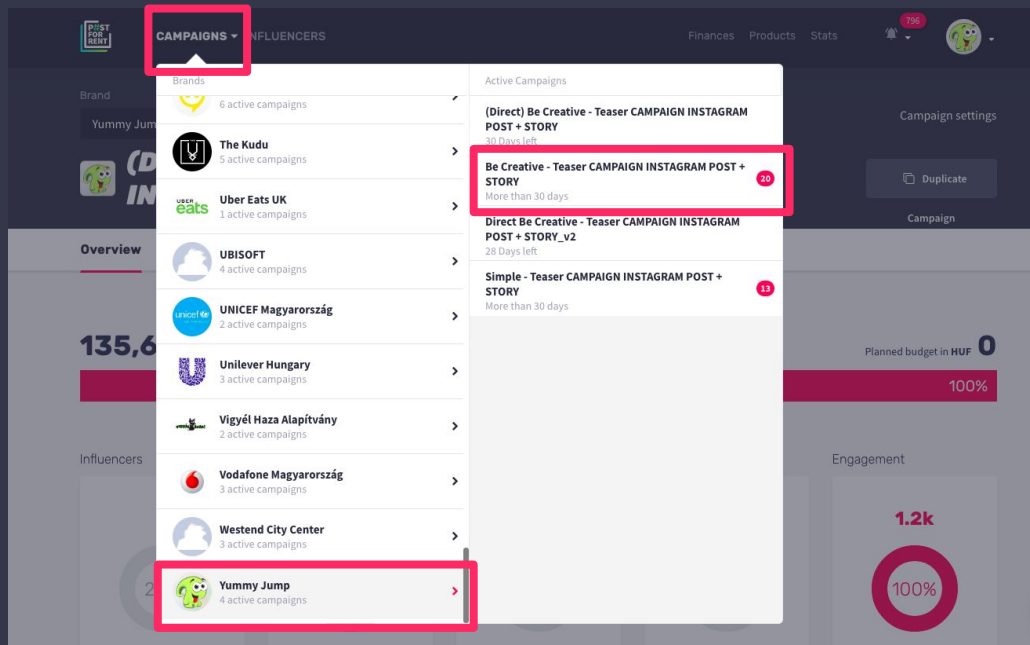 P#ST
FOR
RENT
CAMPAIGNS
NFLUENCERS
Finances
Products
Stats
796
Brand
Yummy Jum
(D
IN
Campaign settings
Duplicate
Campaign
Overview
Brands
6 active campaigns
The Kudu
5 active campaigns
UBER
eats
Uber Eats UK
1 active campaigns
UBISOFT
4 active campaigns
unicef
UNICEF Magyarország
2 active campaigns
Unilever Hungary
3 active campaigns
Vigyél Haza Alapítvány
2 active campaigns
Vodafone Magyarország
3 active campaigns
Westend City Center
3 active campaigns
Yummy Jump
4 active campaigns
Active Campaigns
(Direct) Be Creative - Teaser CAMPAIGN INSTAGRAM
POST + STORY
30 Days left
Be Creative - Teaser CAMPAIGN INSTAGRAM POST +
STORY
20
More than 30 days
Direct Be Creative - Teaser CAMPAIGN INSTAGRAM
POST + STORY_v2
28 Days left
Simple - Teaser CAMPAIGN INSTAGRAM POST +
STORY
13
More than 30 days
135,6
Planned budget in HUF 0
100%
Influencers
2
Engagement
1.2k
100%